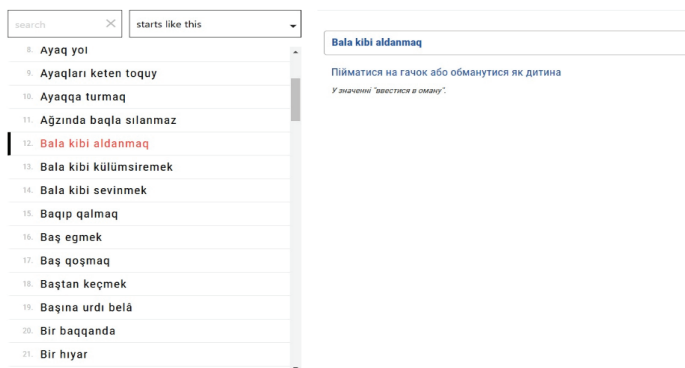 search
starts like this
8. Ayaq yol
9. Ayaqları keten toquy
10. Ayaqqa turmaq
11. Ağzında baqla sılanmaz
12. Bala kibi aldanmaq
13. Bala kibi külümsiremek
14. Bala kibi sevinmek
15. Baqıp qalmaq
16. Baş egmek
17. Baş qoşmaq
18. Baştan keçmek
19. Başına urdı belâ
20. Bir baqqanda
21. Bir hıyar
Bala kibi aldanmaq
Пійматися на гачок або обманутися як дитина
У значенні "ввестися в оману".